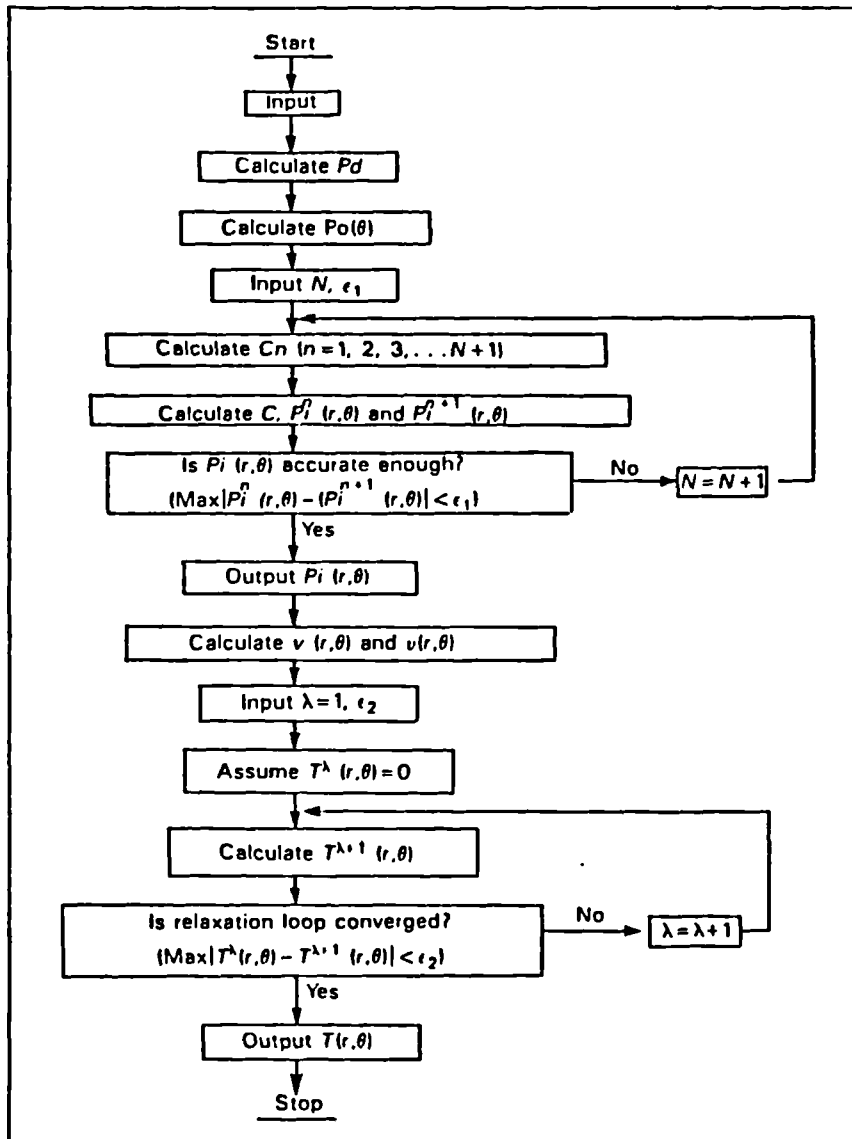 Start
Input
Calculate Pd
Calculate Po(θ)
Input N, ϵ₁
Calculate Cn (n=1, 2, 3, . . . N+1)
Calculate C, Pi^n (r,θ) and Pi^n+1 (r,θ)
Is Pi (r,θ) accurate enough?
(Max|Pi^n (r,θ) – (Pi^n+1 (r,θ)| < ϵ₁)
No
N = N+1
Yes
Output Pi (r,θ)
Calculate v (r,θ) and υ(r,θ)
Input λ=1, ϵ₂
Assume T^λ (r,θ)=0
Calculate T^λ+1 (r,θ)
Is relaxation loop converged?
(Max|T^λ(r,θ) – T^λ+1 (r,θ)| < ϵ₂)
No
λ=λ+1
Yes
Output T(r,θ)
Stop